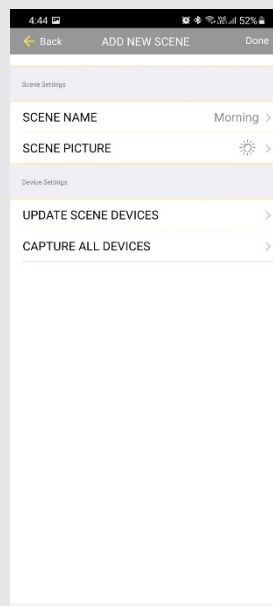 4:44 52%
Back ADD NEW SCENE Done
Scene Settings
SCENE NAME Morning
SCENE PICTURE
Device Settings
UPDATE SCENE DEVICES
CAPTURE ALL DEVICES